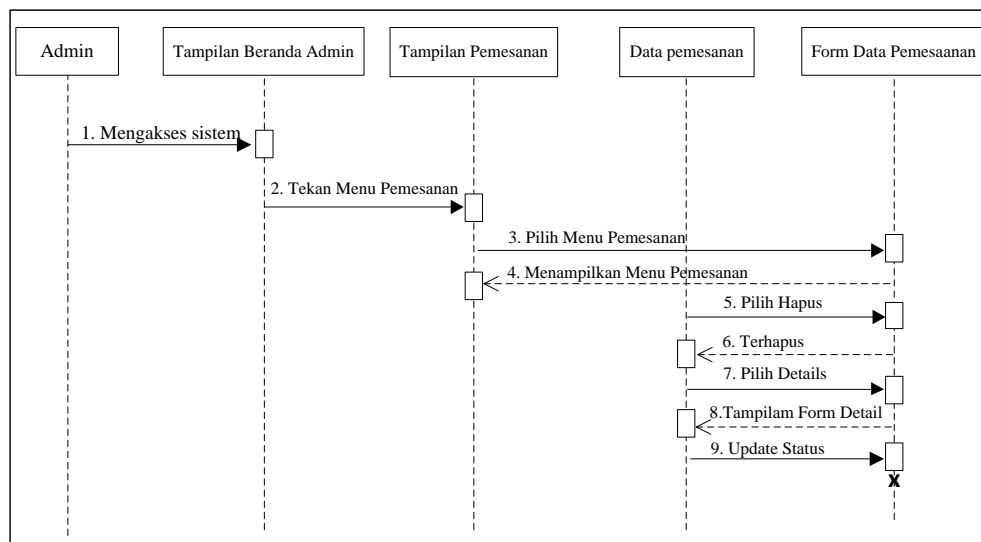 Admin
Tampilan Beranda Admin
Tampilan Pemesanan
Data pemesanan
Form Data Pemesaanan
1. Mengakses sistem
2. Tekan Menu Pemesanan
3. Pilih Menu Pemesanan
4. Menampilkan Menu Pemesanan
5. Pilih Hapus
6. Terhapus
7. Pilih Details
8.Tampilam Form Detail
9. Update Status
X